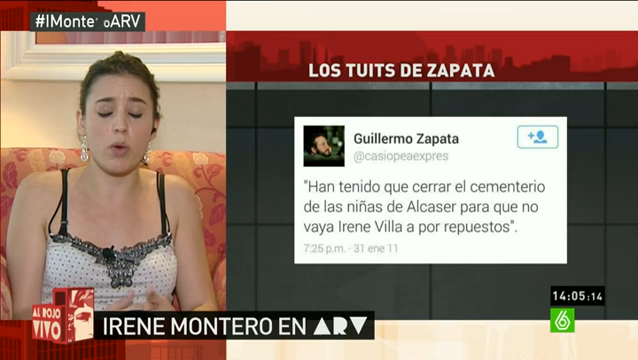 #IMonteroARV
LOS TUITS DE ZAPATA
Guillermo Zapata
@casiopeaexpres
"Han tenido que cerrar el cementerio
de las niñas de Alcaser para que no
vaya Irene Villa a por repuestos".
7:25 p.m. - 31 ene 11
AL ROJO
VIVO
IRENE MONTERO EN ARV
14:05:14
6